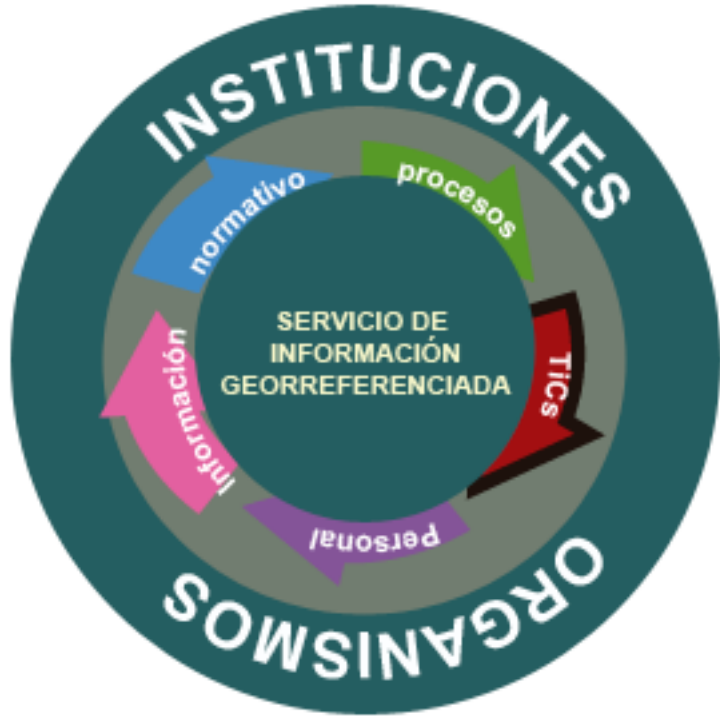 INSTITUCIONES
procesos
TiCs
Personal
Información
normativo
SERVICIO DE
INFORMACIÓN
GEORREFERENCIADA
ORGANISMOS